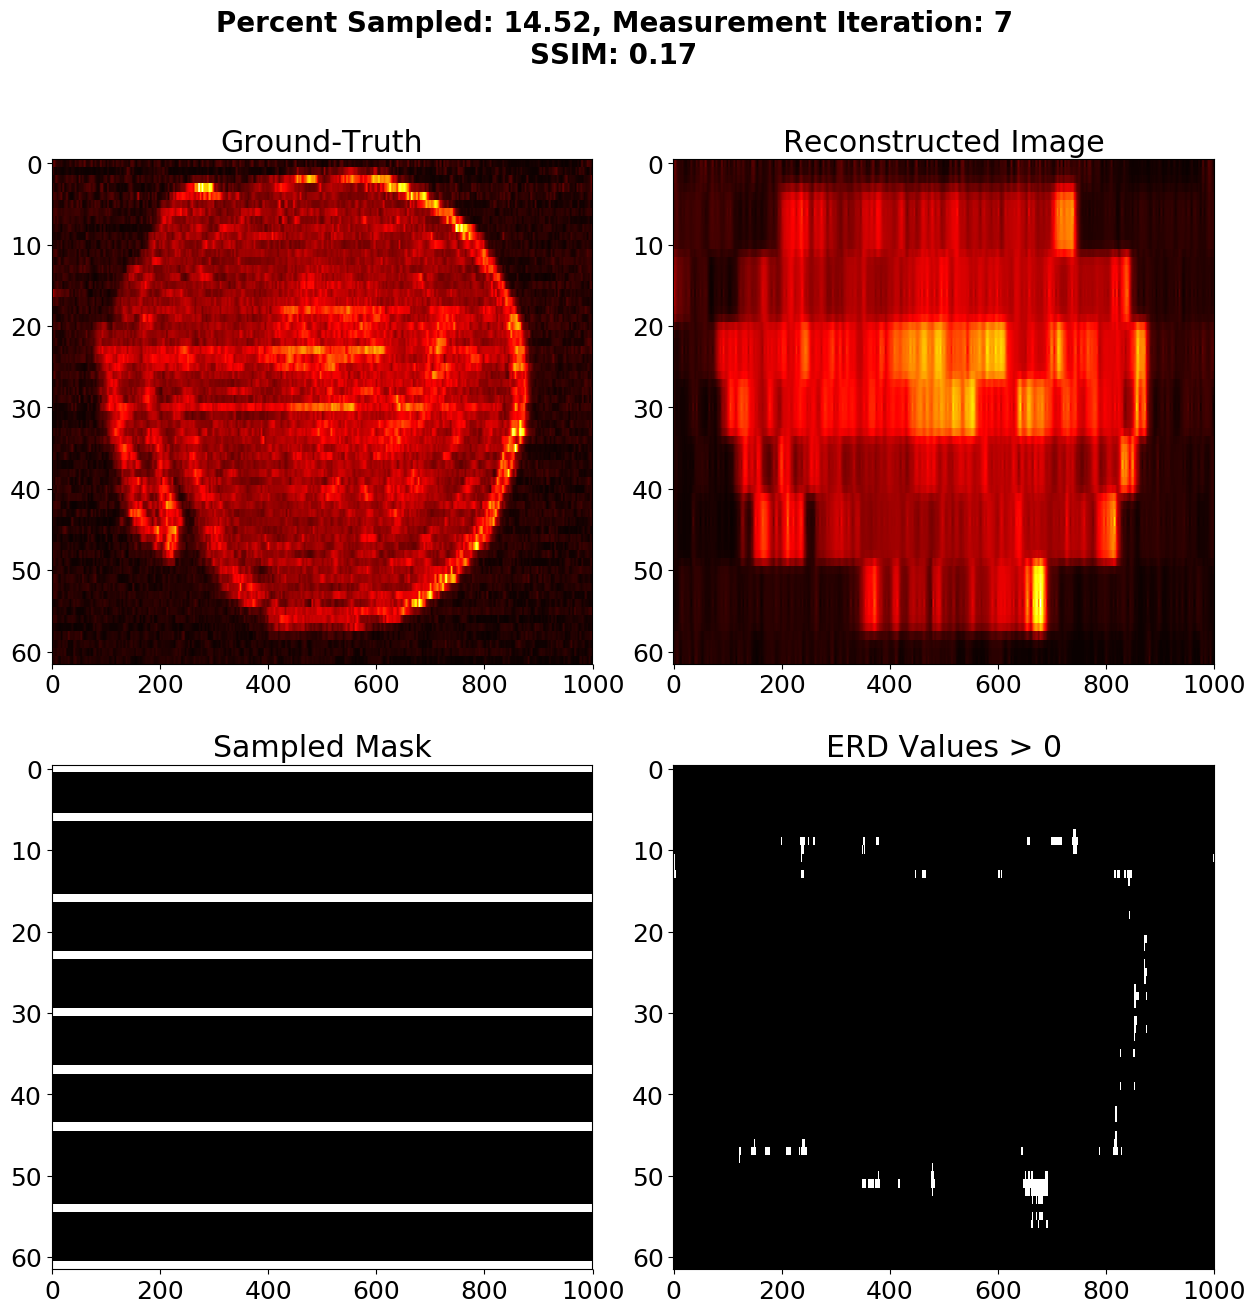 Percent Sampled: 14.52, Measurement Iteration: 7
SSIM: 0.17
Ground-Truth
Reconstructed Image
0
10
20
30
40
50
60
0 200 400 600 800 1000
0
10
20
30
40
50
60
0 200 400 600 800 1000
Sampled Mask
ERD Values > 0
0
10
20
30
40
50
60
0 200 400 600 800 1000
0
10
20
30
40
50
60
0 200 400 600 800 1000